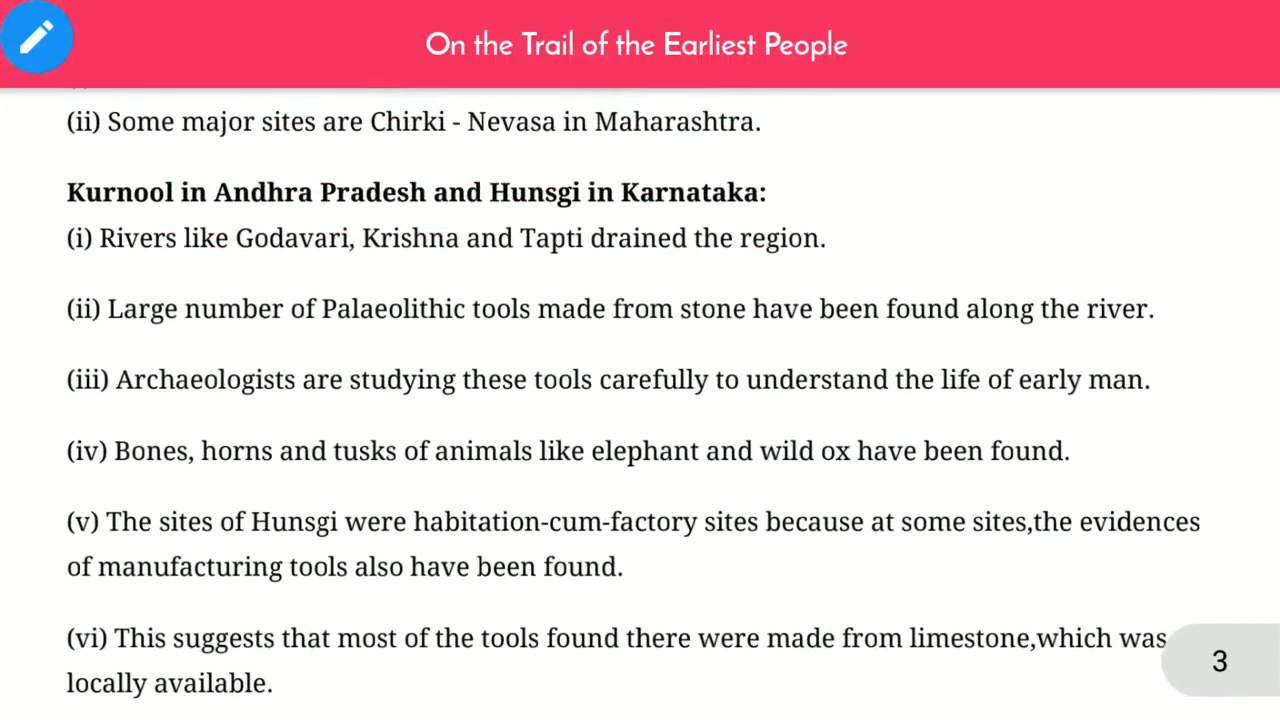 On the Trail of the Earliest People
(ii) Some major sites are Chirki - Nevasa in Maharashtra.
Kurnool in Andhra Pradesh and Hunsgi in Karnataka:
(i) Rivers like Godavari, Krishna and Tapti drained the region.
(ii) Large number of Palaeolithic tools made from stone have been found along the river.
(iii) Archaeologists are studying these tools carefully to understand the life of early man.
(iv) Bones, horns and tusks of animals like elephant and wild ox have been found.
(v) The sites of Hunsgi were habitation-cum-factory sites because at some sites,the evidences
of manufacturing tools also have been found.
(vi) This suggests that most of the tools found there were made from limestone,which was
locally available.
3